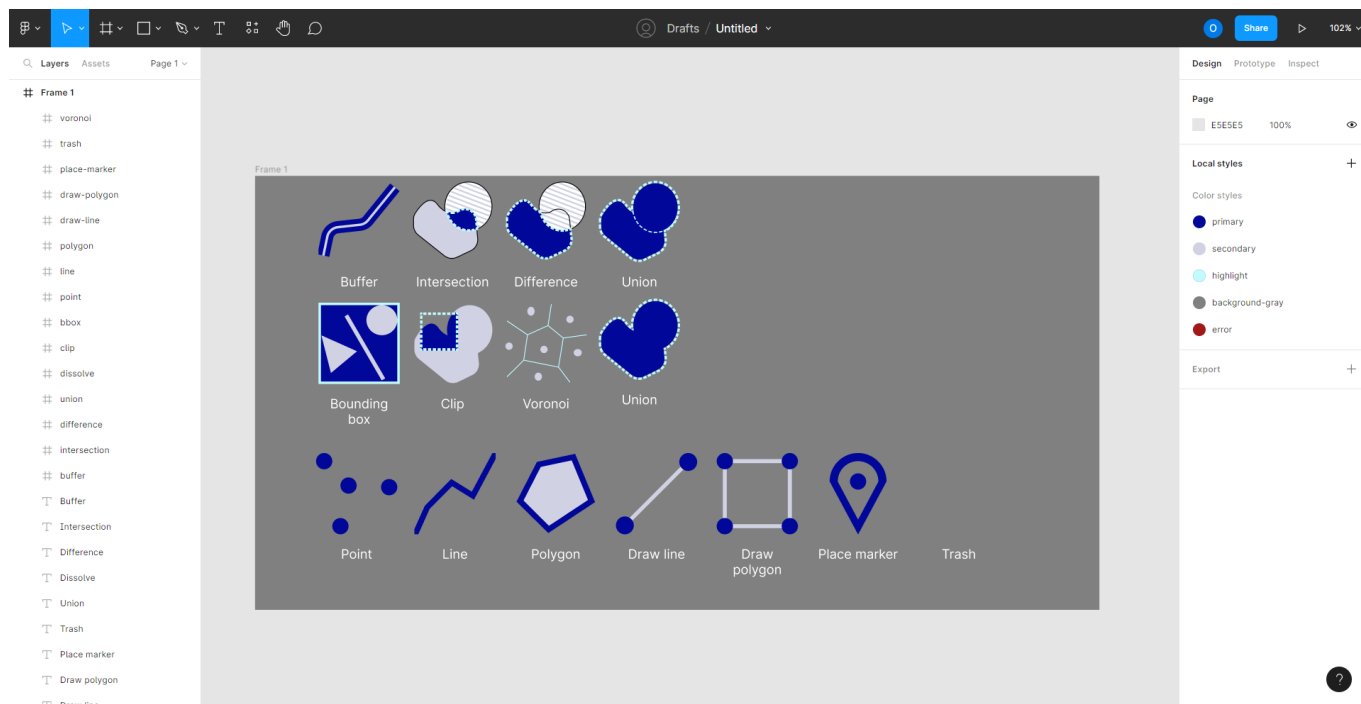 Drafts / Untitled
O
Share
102%
Layers Assets Page 1
Frame 1
voronoi
trash
place-marker
draw-polygon
draw-line
polygon
line
point
bbox
clip
dissolve
union
difference
intersection
buffer
T Buffer
T Intersection
T Difference
T Dissolve
T Union
T Trash
T Place marker
T Draw polygon
T Draw line
Frame 1
Buffer Intersection Difference Union
Bounding
box
Clip Voronoi Union
Point Line Polygon Draw line Draw
polygon
Place marker Trash
Design Prototype Inspect
Page
E5E5E5 100%
Local styles
Color styles
primary
secondary
highlight
background-gray
error
Export
?